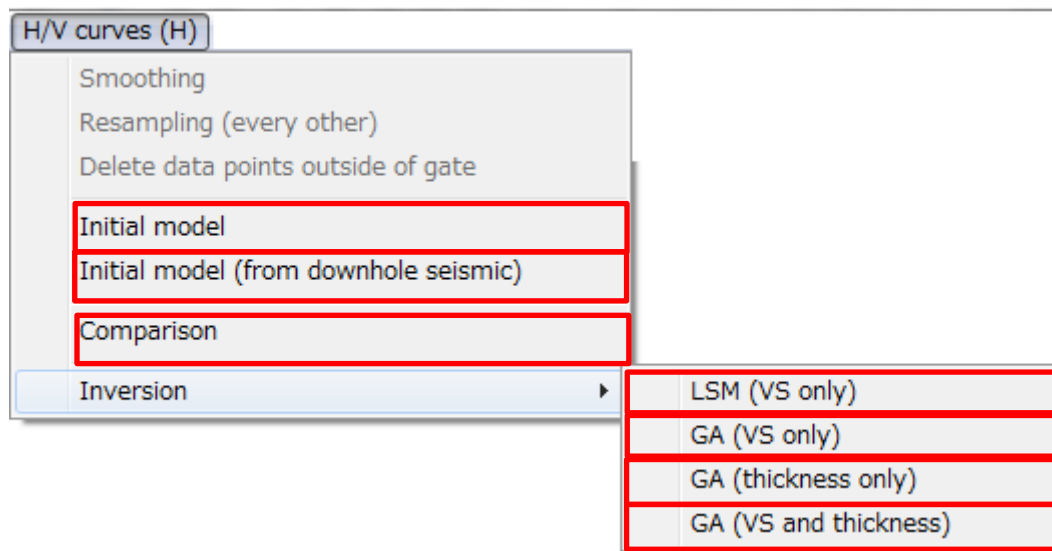 H/V curves (H)
Smoothing
Resampling (every other)
Delete data points outside of gate
Initial model
Initial model (from downhole seismic)
Comparison
Inversion
LSM (VS only)
GA (VS only)
GA (thickness only)
GA (VS and thickness)